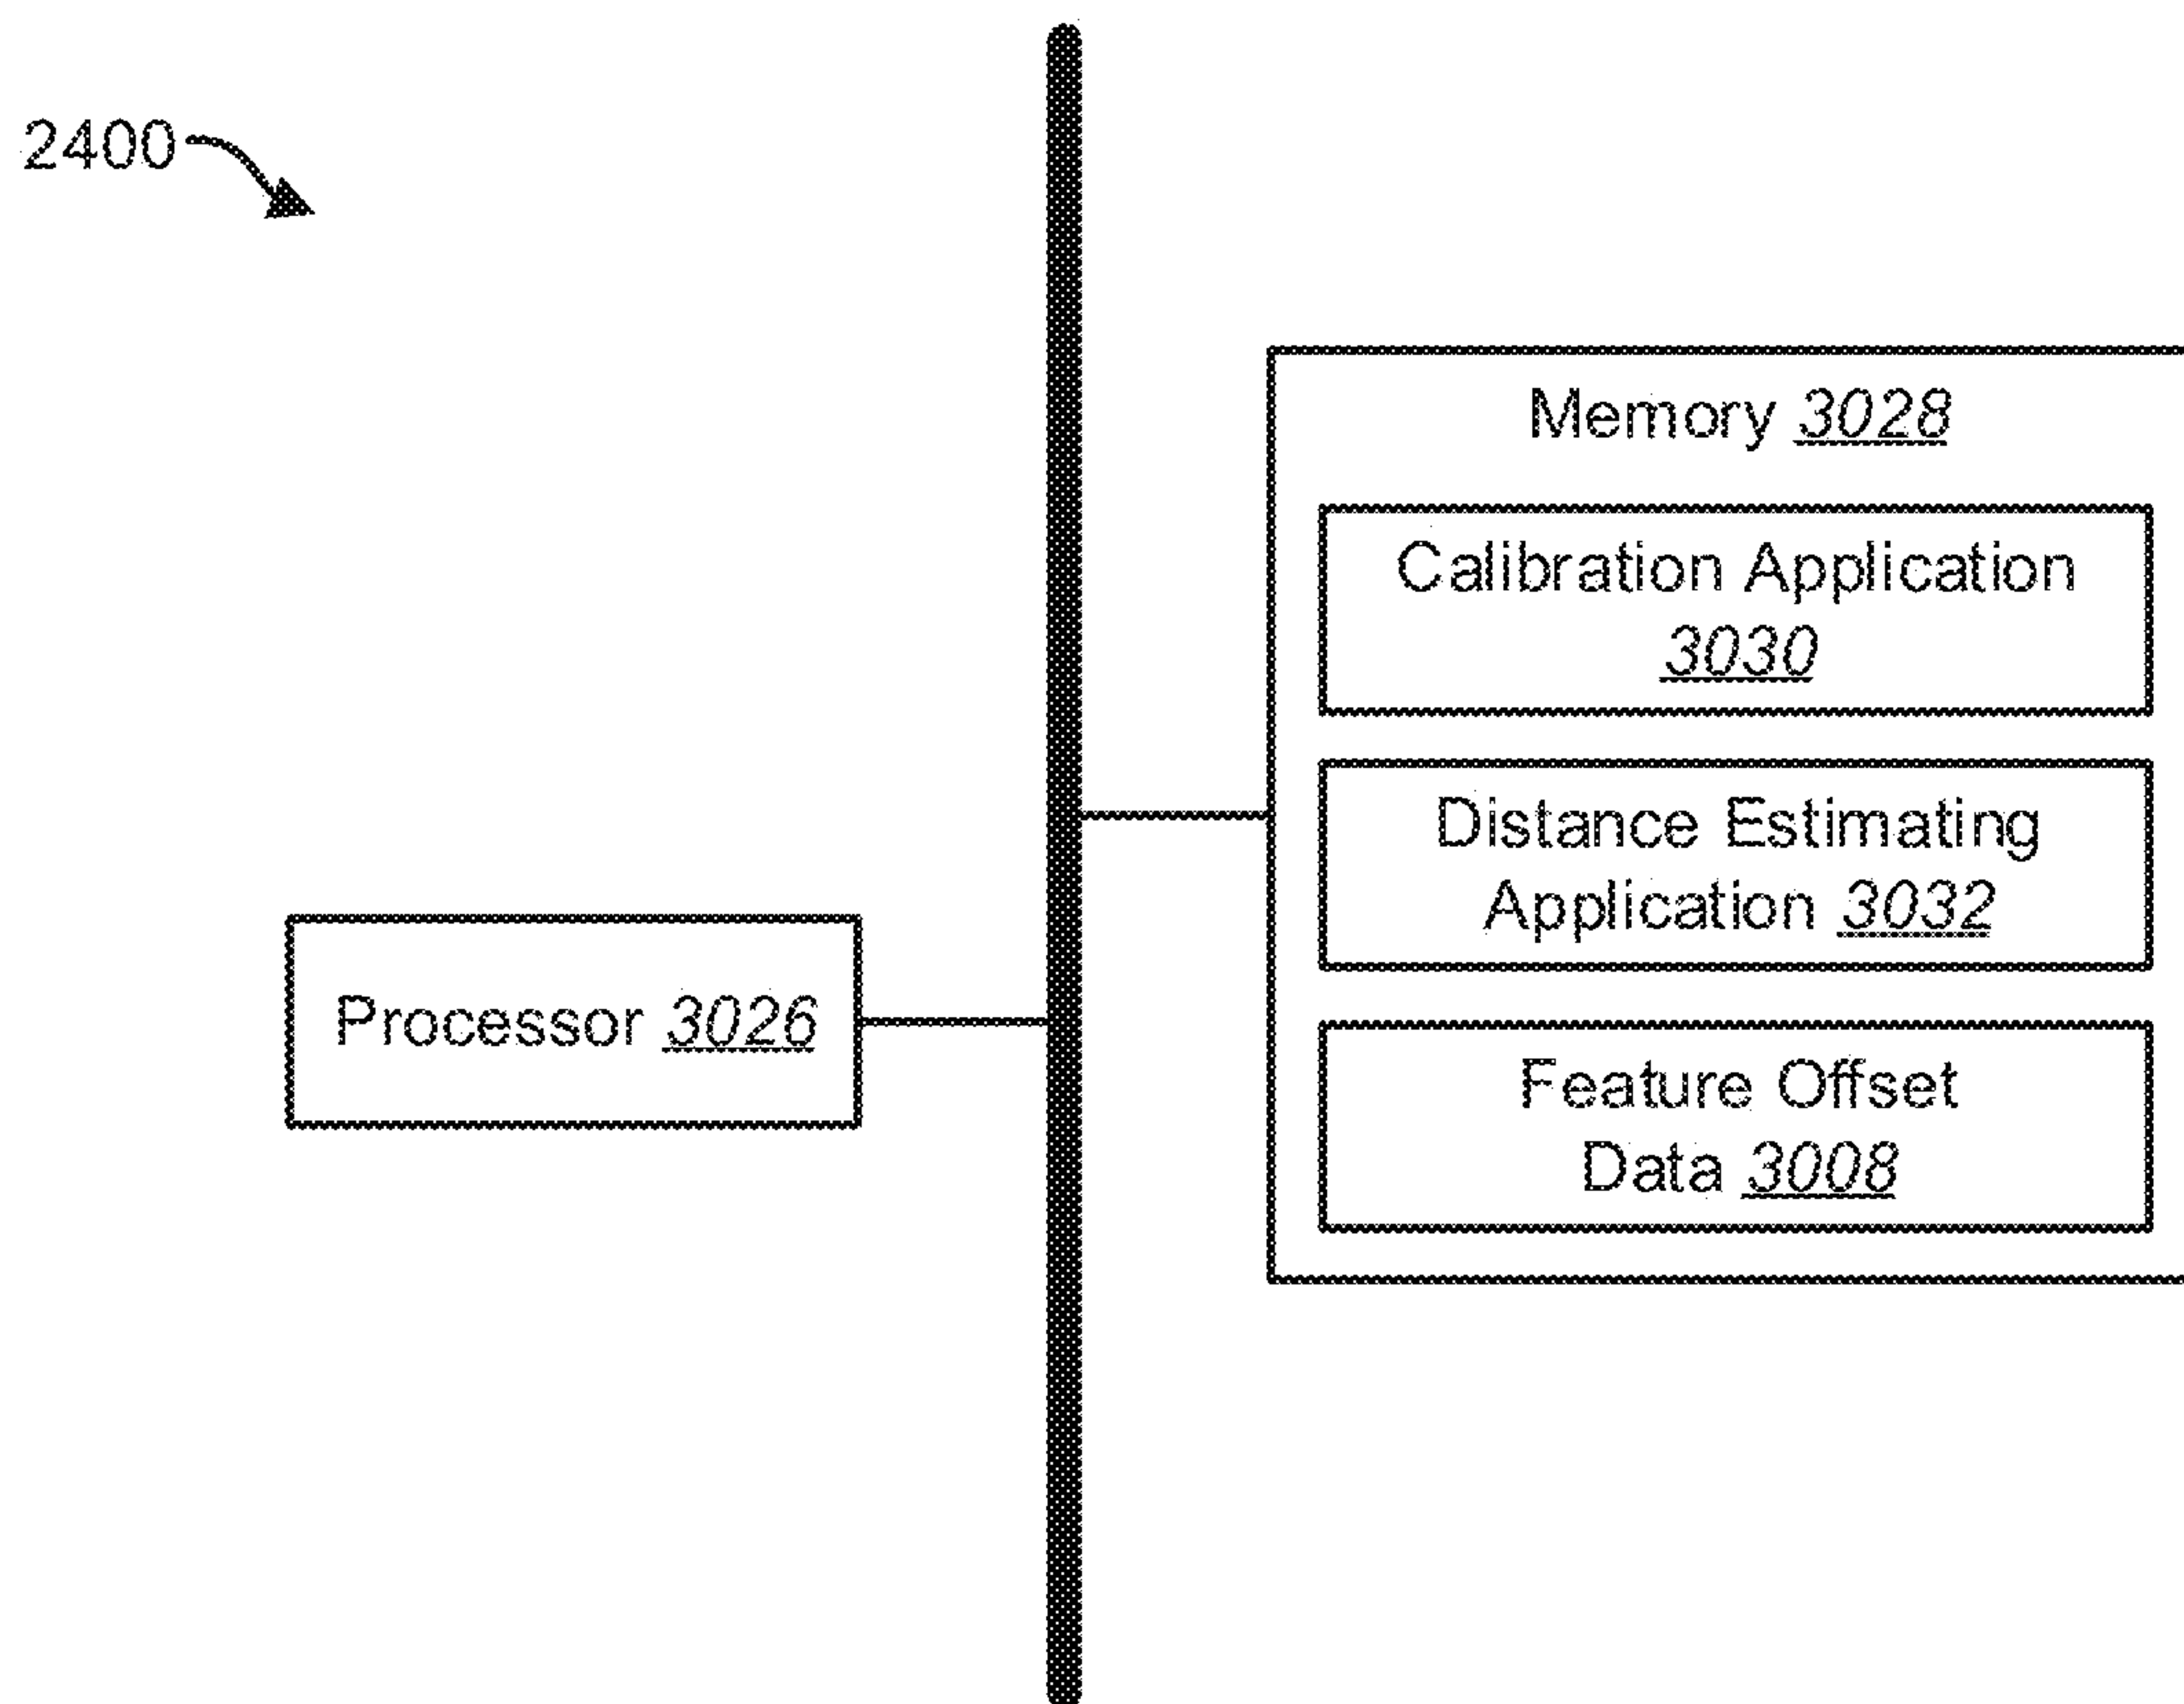 2400
Memory 3028
Calibration Application
3030
Distance Estimating
Application 3032
Processor 3026
Feature Offset
Data 3008